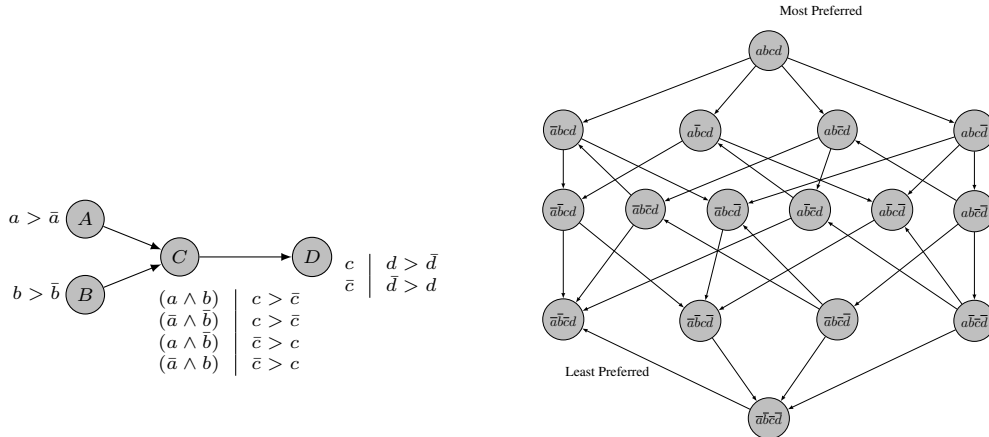 a > ā
A
b > b̄
B
C
D
c | d > d̄
c̄ | d̄ > d
(a ∧ b) | c > c̄
(ā ∧ b̄) | c > c̄
(a ∧ b̄) | c̄ > c
(ā ∧ b) | c̄ > c
Most Preferred
abcd
ābcd ab̄cd abc̄d abcd̄
āb̄cd ābc̄d ābcd̄ ab̄c̄d ab̄cd̄ abc̄d̄
āb̄c̄d āb̄cd̄ ābc̄d̄ ab̄c̄d̄
Least Preferred
āb̄c̄d̄